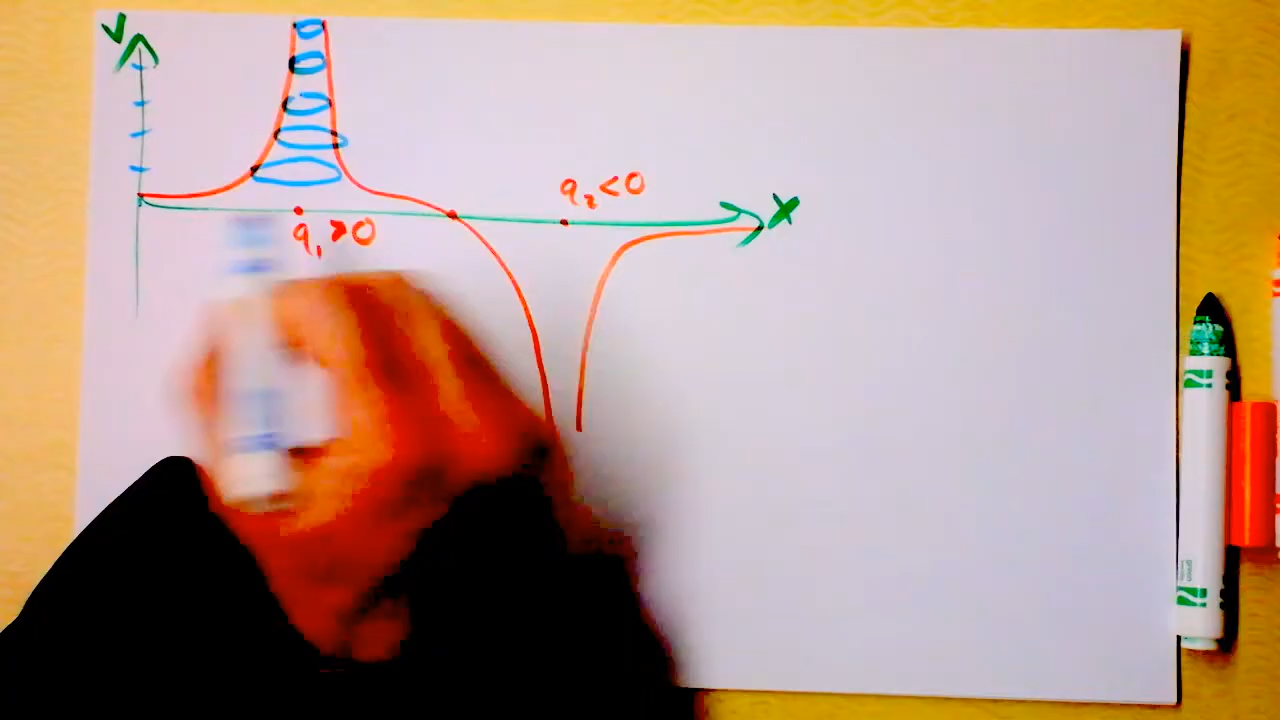 V
q₂ < 0
X
q₁ > 0